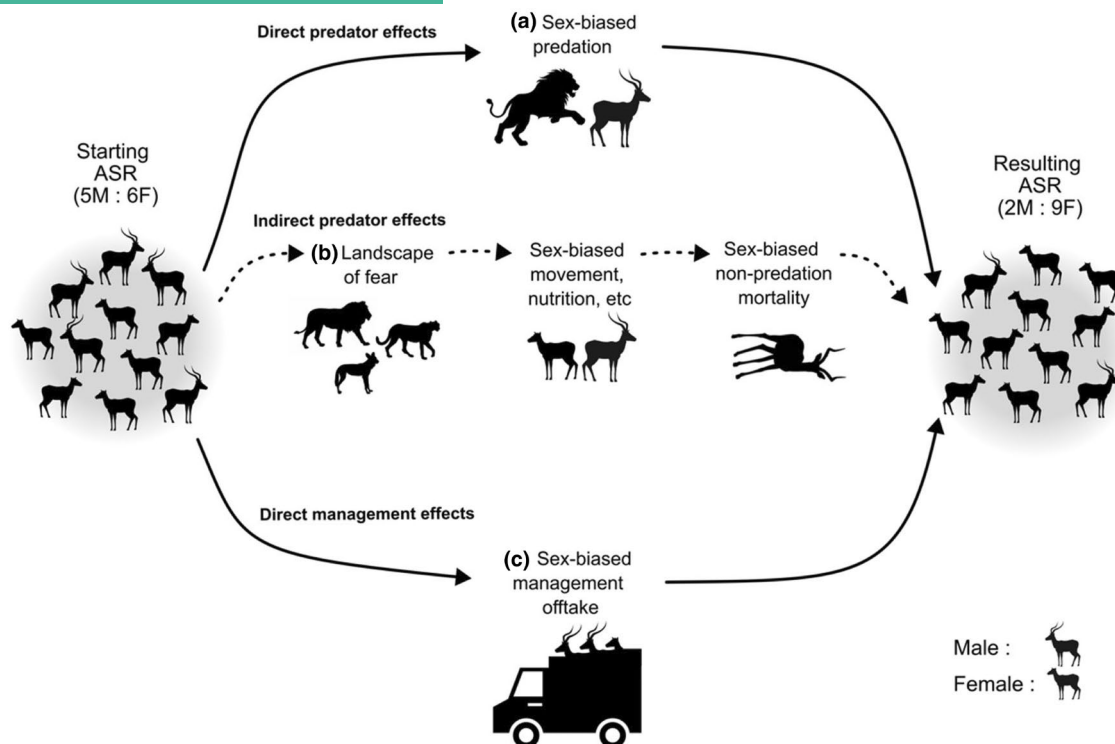 Direct predator effects
(a) Sex-biased
predation
Starting
ASR
(5M : 6F)
Resulting
ASR
(2M : 9F)
Indirect predator effects
(b) Landscape
of fear
Sex-biased
movement,
nutrition, etc
Sex-biased
non-predation
mortality
Direct management effects
(c) Sex-biased
management
offtake
Male :
Female :